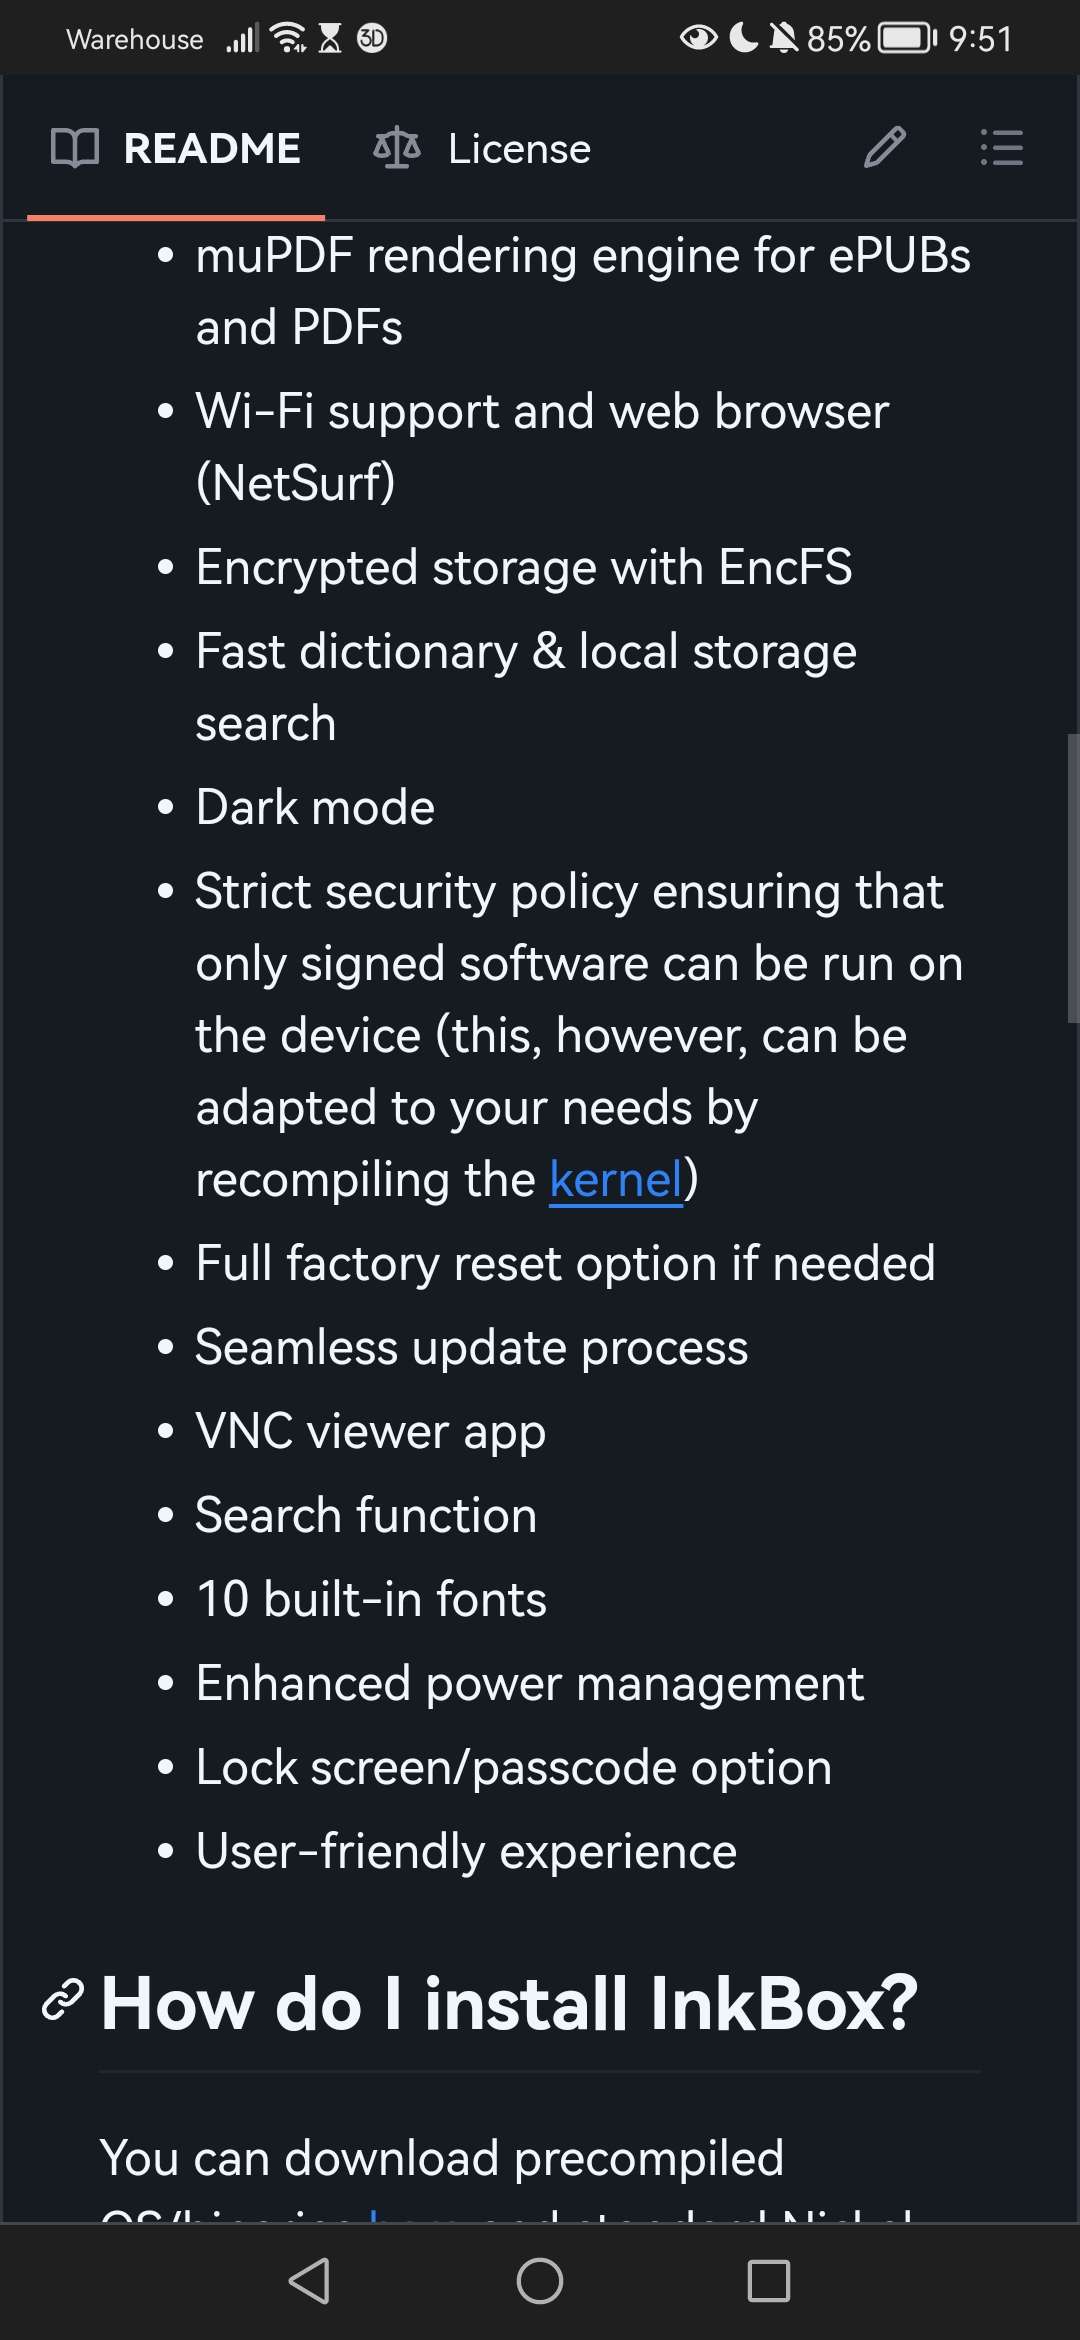 Warehouse 3D 85% 9:51
README License
• muPDF rendering engine for ePUBs
and PDFs
• Wi-Fi support and web browser
(NetSurf)
• Encrypted storage with EncFS
• Fast dictionary & local storage
search
• Dark mode
• Strict security policy ensuring that
only signed software can be run on
the device (this, however, can be
adapted to your needs by
recompiling the kernel)
• Full factory reset option if needed
• Seamless update process
• VNC viewer app
• Search function
• 10 built-in fonts
• Enhanced power management
• Lock screen/passcode option
• User-friendly experience
How do I install InkBox?
You can download precompiled